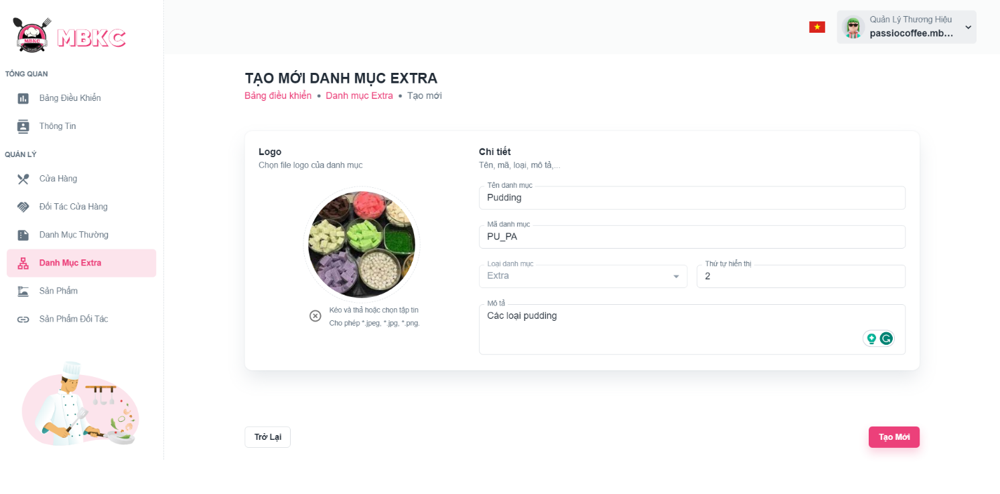 MBKC
MBKC
Quản Lý Thương Hiệu
passiocoffee.mb...
TỔNG QUAN
Bảng Điều Khiển
Thông Tin
QUẢN LÝ
Cửa Hàng
Đối Tác Cửa Hàng
Danh Mục Thường
Danh Mục Extra
Sản Phẩm
Sản Phẩm Đối Tác
TẠO MỚI DANH MỤC EXTRA
Bảng điều khiển • Danh mục Extra • Tạo mới
Logo
Chọn file logo của danh mục
Kéo và thả hoặc chọn tập tin
Cho phép *.jpeg, *.jpg, *.png.
Chi tiết
Tên, mã, loại, mô tả,...
Tên danh mục
Pudding
Mã danh mục
PU_PA
Loại danh mục
Extra
Thứ tự hiển thị
2
Mô tả
Các loại pudding
Trở Lại
Tạo Mới